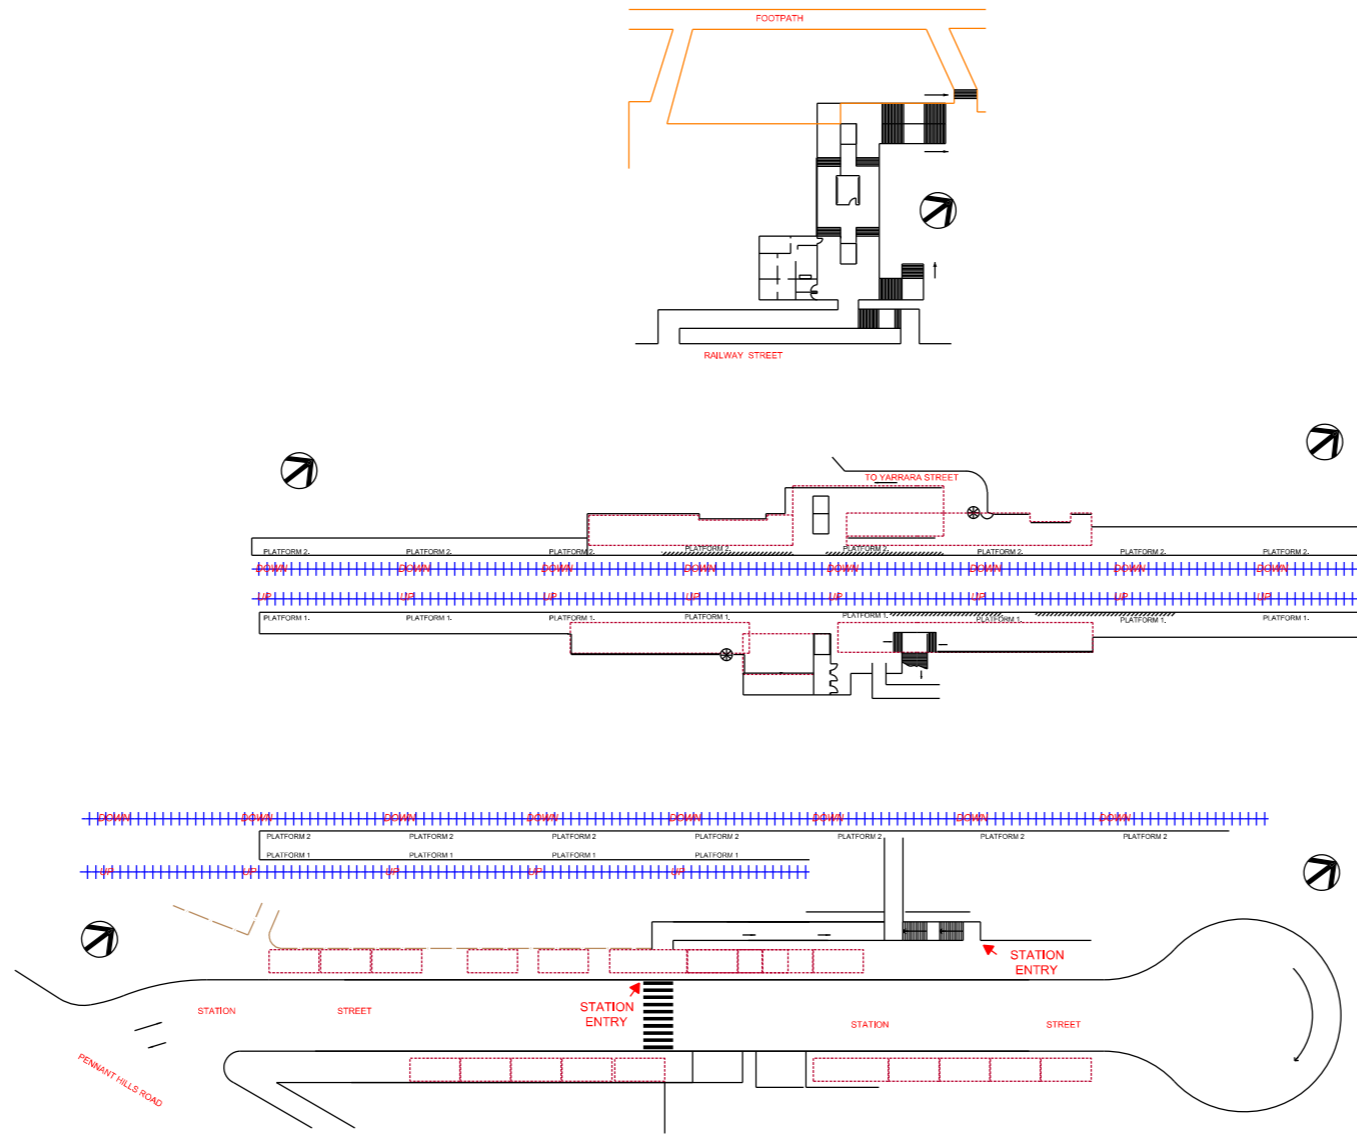 FOOTPATH
RAILWAY STREET
TO YARRARA STREET
PLATFORM 2. PLATFORM 2. PLATFORM 2. PLATFORM 2. PLATFORM 2. PLATFORM 2. PLATFORM 2. PLATFORM 2.
DOWN DOWN DOWN DOWN DOWN DOWN DOWN DOWN
UP UP UP UP UP UP UP UP
PLATFORM 1. PLATFORM 1. PLATFORM 1. PLATFORM 1. PLATFORM 1. PLATFORM 1. PLATFORM 1. PLATFORM 1.
DOWN DOWN DOWN DOWN DOWN DOWN DOWN DOWN
PLATFORM 2 PLATFORM 2 PLATFORM 2 PLATFORM 2 PLATFORM 2 PLATFORM 2 PLATFORM 2
PLATFORM 1 PLATFORM 1 PLATFORM 1 PLATFORM 1
UP UP UP UP UP
STATION
ENTRY
STATION
ENTRY
STATION STREET
STATION STREET
PENNANT HILLS ROAD